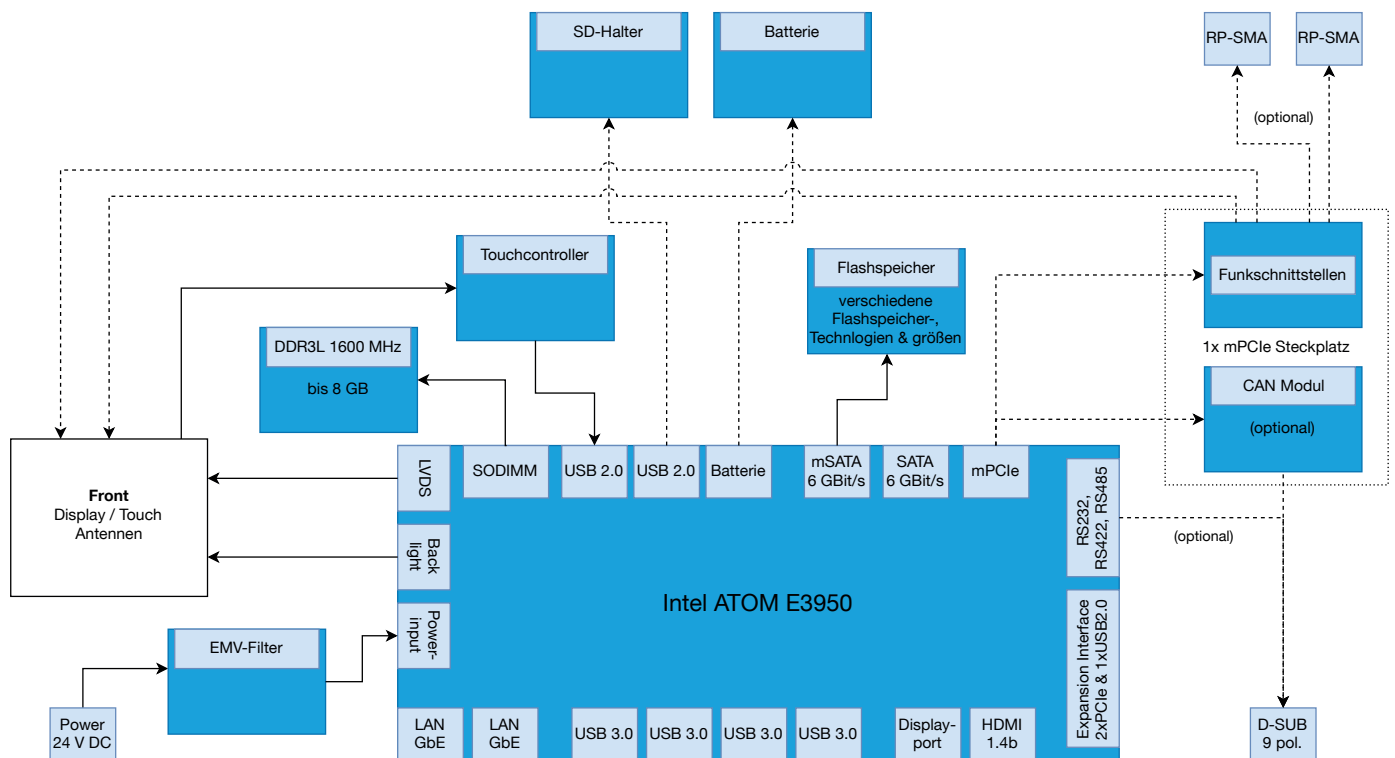 SD-Halter
Batterie
RP-SMA
RP-SMA
(optional)
Touchcontroller
Flashspeicher
verschiedene
Flashspeicher-,
Technlogien & größen
Funkschnittstellen
1x mPCIe Steckplatz
CAN Modul
(optional)
DDR3L 1600 MHz
bis 8 GB
Front
Display / Touch
Antennen
LVDS
SODIMM
USB 2.0
USB 2.0
Batterie
mSATA
6 GBit/s
SATA
6 GBit/s
mPCIe
RS232,
RS422, RS485
(optional)
Back
light
Intel ATOM E3950
Power-
input
EMV-Filter
Expansion Interface
2xPCIe & 1xUSB2.0
Power
24 V DC
LAN
GbE
LAN
GbE
USB 3.0
USB 3.0
USB 3.0
USB 3.0
Display-
port
HDMI
1.4b
D-SUB
9 pol.